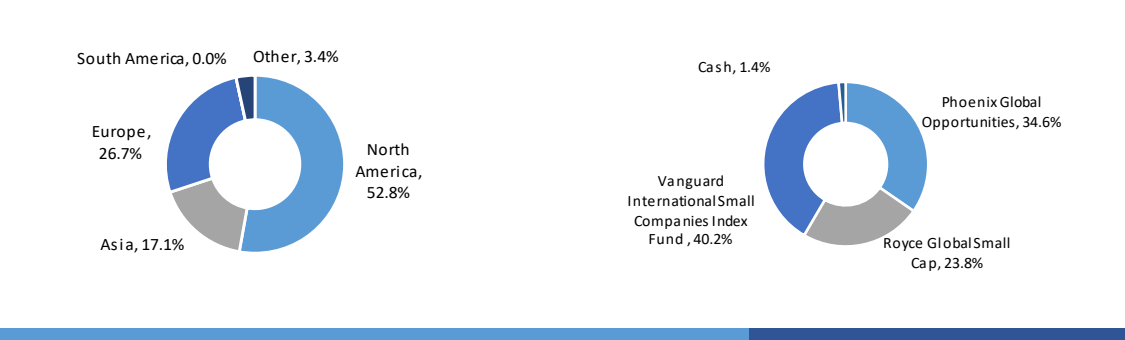 South America, 0.0%
Other, 3.4%
Europe,
26.7%
North
America,
52.8%
Asia, 17.1%
Cash, 1.4%
Phoenix Global
Opportunities, 34.6%
Vanguard
International Small
Companies Index
Fund , 40.2%
Royce Global Small
Cap, 23.8%